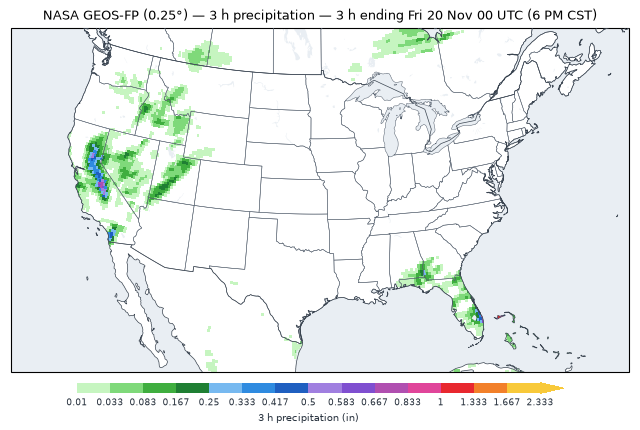 NASA GEOS-FP (0.25°) — 3 h precipitation — 3 h ending Fri 20 Nov 00 UTC (6 PM CST)
0.01 0.033 0.083 0.167 0.25 0.333 0.417 0.5 0.583 0.667 0.833 1 1.333 1.667 2.333
3 h precipitation (in)